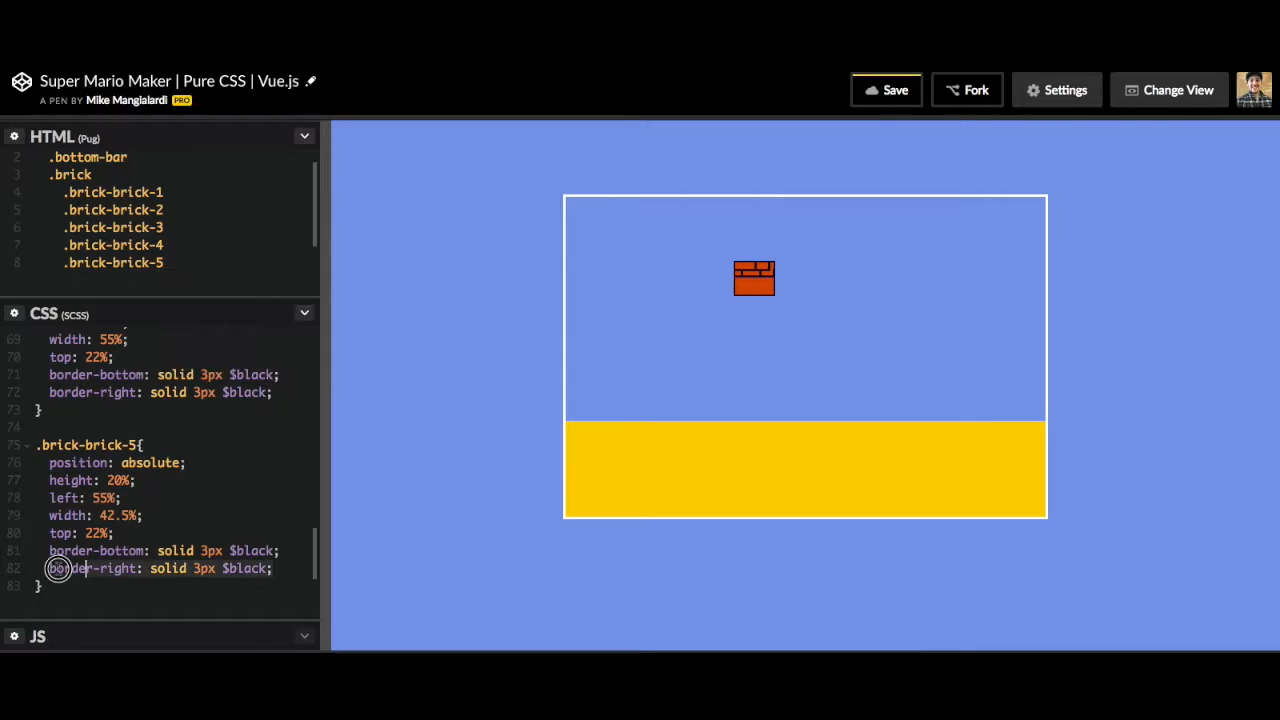 Super Mario Maker | Pure CSS | Vue.js
A PEN BY Mike Mangialardi PRO
Save
Fork
Settings
Change View
HTML (Pug)
2 .bottom-bar
3 .brick
4 .brick-brick-1
5 .brick-brick-2
6 .brick-brick-3
7 .brick-brick-4
8 .brick-brick-5
CSS (SCSS)
69 width: 55%;
70 top: 22%;
71 border-bottom: solid 3px $black;
72 border-right: solid 3px $black;
73 }
74
75 .brick-brick-5{
76 position: absolute;
77 height: 20%;
78 left: 55%;
79 width: 42.5%;
80 top: 22%;
81 border-bottom: solid 3px $black;
82 border-right: solid 3px $black;
83 }
JS